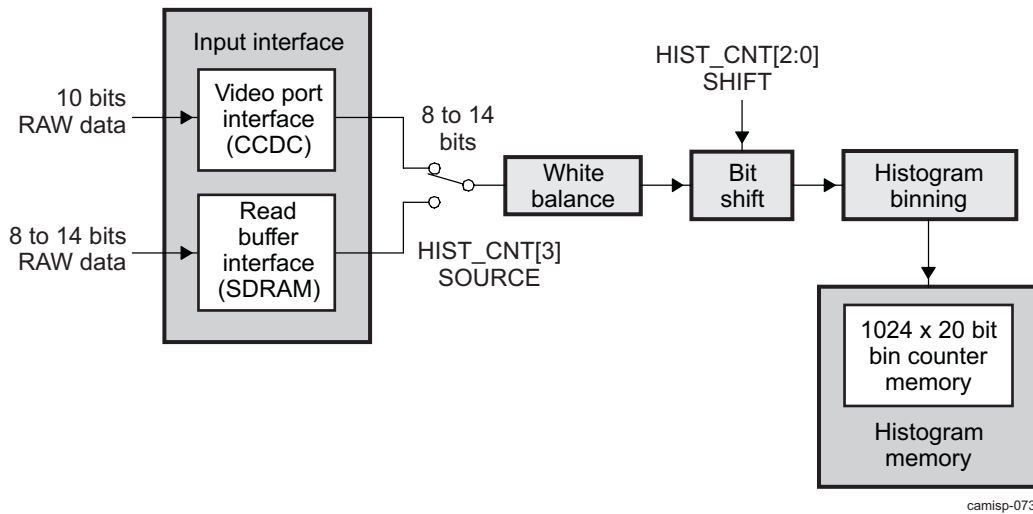 Input interface
10 bits
RAW data
Video port
interface
(CCDC)
8 to 14 bits
RAW data
Read
buffer
interface
(SDRAM)
8 to 14
bits
HIST_CNT[3]
SOURCE
White
balance
HIST_CNT[2:0]
SHIFT
Bit
shift
Histogram
binning
1024 x 20 bit
bin counter
memory
Histogram
memory
camisp-073